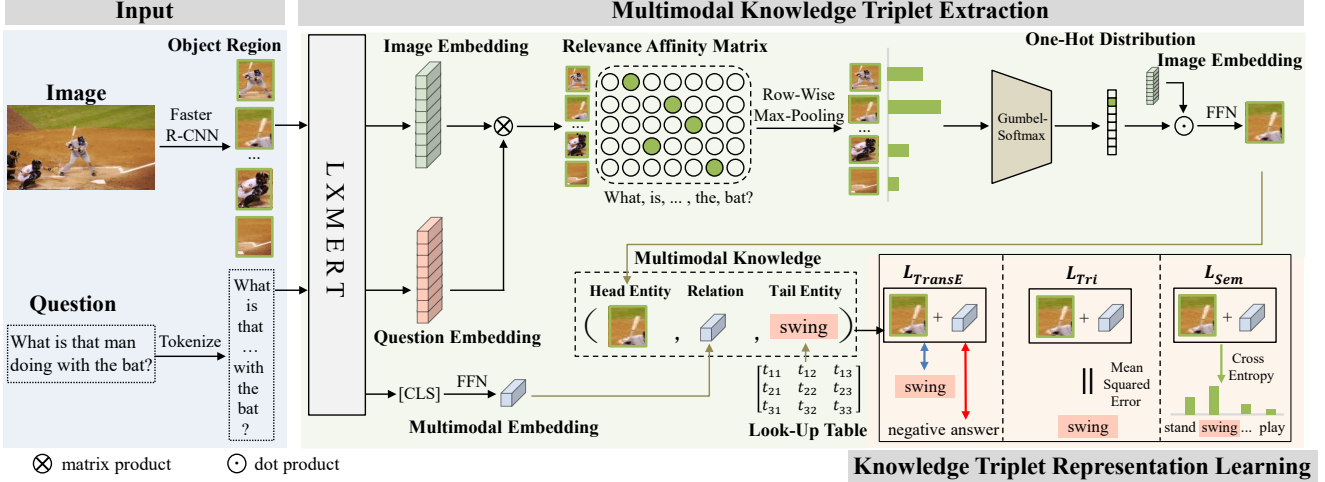 Input
Multimodal Knowledge Triplet Extraction
Object Region
Image
Faster
R-CNN
...
Question
What is that man
doing with the bat?
Tokenize
What
is
that
...
with
the
bat
?
LXMERT
Image Embedding
Question Embedding
[CLS]
FFN
Multimodal Embedding
Relevance Affinity Matrix
...
What, is, ... , the, bat?
Row-Wise
Max-Pooling
...
One-Hot Distribution
Image Embedding
Gumbel-
Softmax
FFN
Multimodal Knowledge
Head Entity
Relation
Tail Entity
( , , swing )
t11 t12 t13
t21 t22 t23
t31 t32 t33
Look-Up Table
LTransE
+
swing
negative answer
LTri
+
Mean
Squared
Error
swing
LSem
+
Cross
Entropy
stand swing ... play
matrix product
dot product
Knowledge Triplet Representation Learning